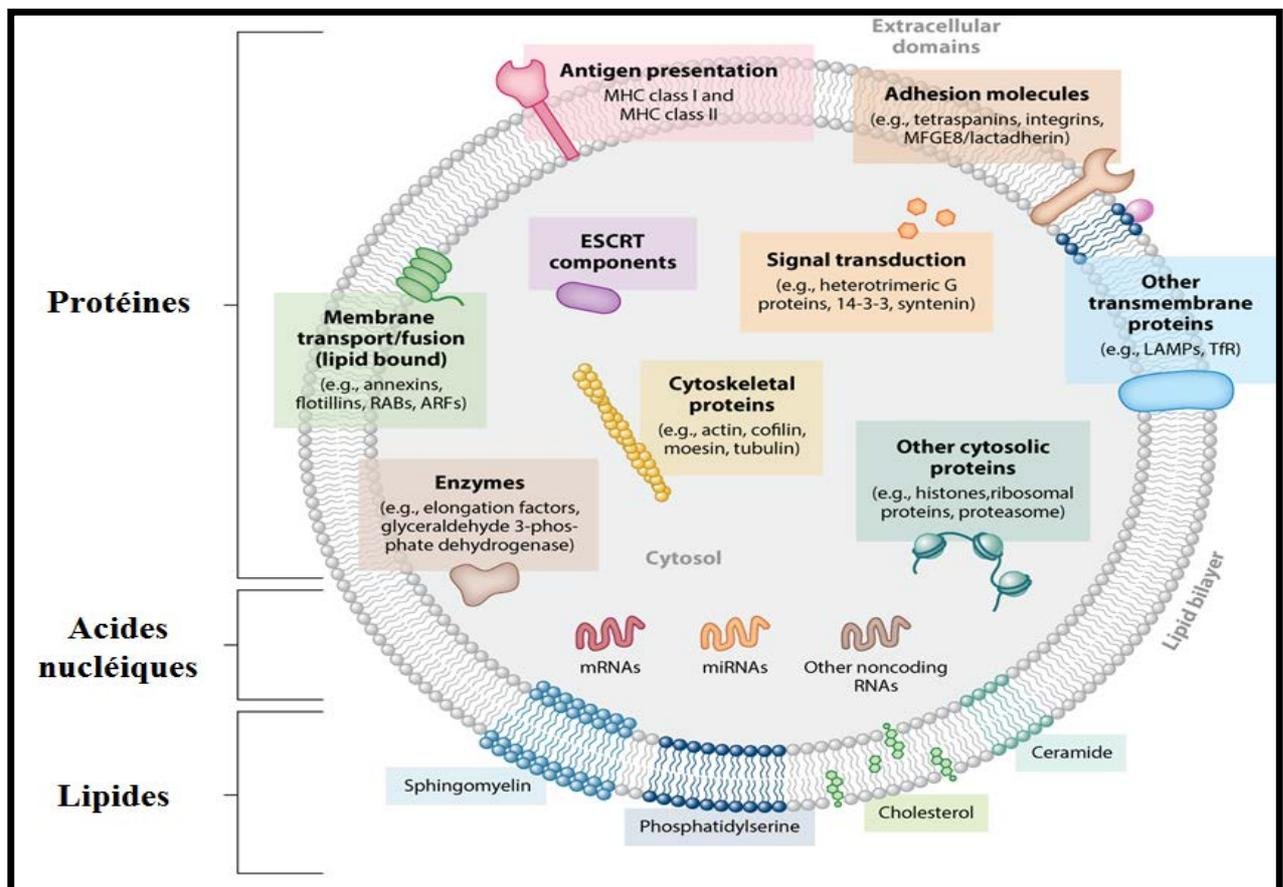 Extracellular
domains
Antigen presentation
MHC class I and
MHC class II
Adhesion molecules
(e.g., tetraspanins, integrins,
MFGE8/lactadherin)
Protéines
ESCRT
components
Signal transduction
(e.g., heterotrimeric G
proteins, 14-3-3, syntenin)
Other
transmembrane
proteins
(e.g., LAMPs, TfR)
Membrane
transport/fusion
(lipid bound)
(e.g., annexins,
flotillins, RABs, ARFs)
Cytoskeletal
proteins
(e.g., actin, cofilin,
moesin, tubulin)
Other cytosolic
proteins
(e.g., histones,ribosomal
proteins, proteasome)
Enzymes
(e.g., elongation factors,
glyceraldehyde 3-phos-
phate dehydrogenase)
Cytosol
Lipid bilayer
Acides
nucléiques
mRNAs
miRNAs
Other noncoding
RNAs
Lipides
Sphingomyelin
Phosphatidylserine
Cholesterol
Ceramide